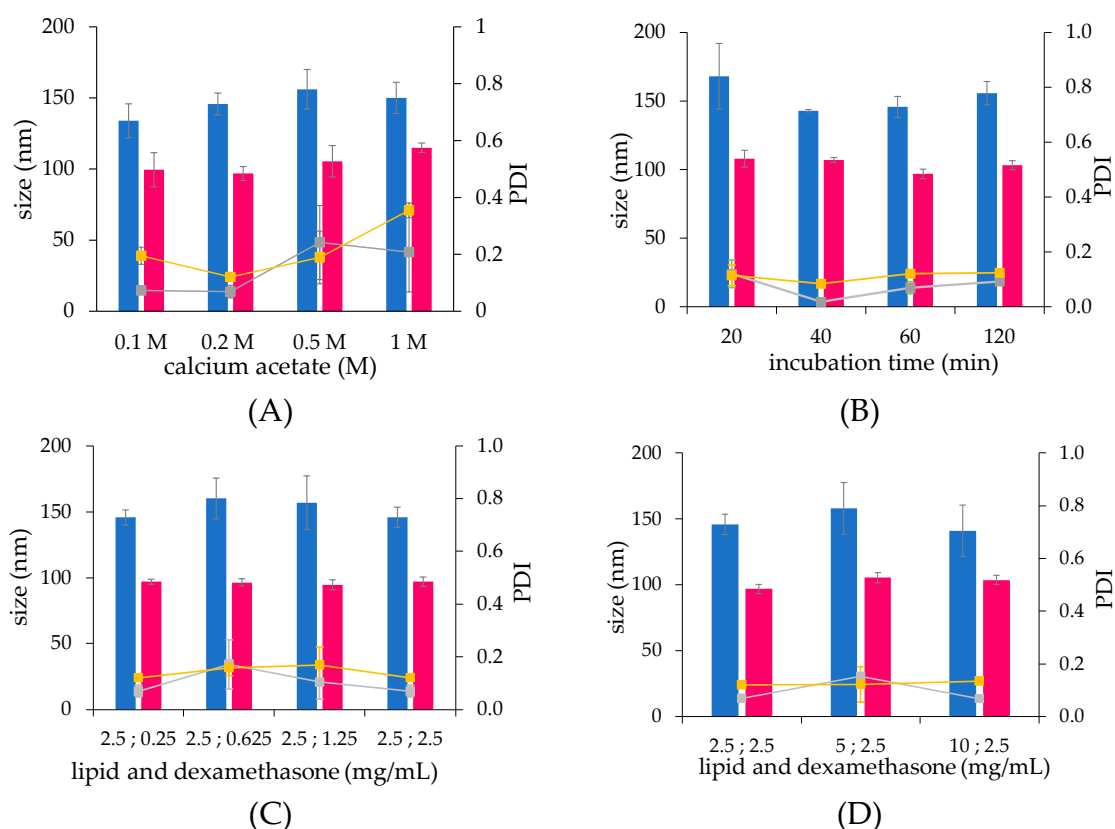 200
150
100
50
0
size (nm)
1
0.8
0.6
0.4
0.2
0
PDI
0.1 M 0.2 M 0.5 M 1 M
calcium acetate (M)
(A)
200
150
100
50
0
size (nm)
1.0
0.8
0.6
0.4
0.2
0.0
PDI
20 40 60 120
incubation time (min)
(B)
200
150
100
50
0
size (nm)
1.0
0.8
0.6
0.4
0.2
0.0
PDI
2.5 ; 0.25 2.5 ; 0.625 2.5 ; 1.25 2.5 ; 2.5
lipid and dexamethasone (mg/mL)
(C)
200
150
100
50
0
size (nm)
1.0
0.8
0.6
0.4
0.2
0.0
PDI
2.5 ; 2.5 5 ; 2.5 10 ; 2.5
lipid and dexamethasone (mg/mL)
(D)